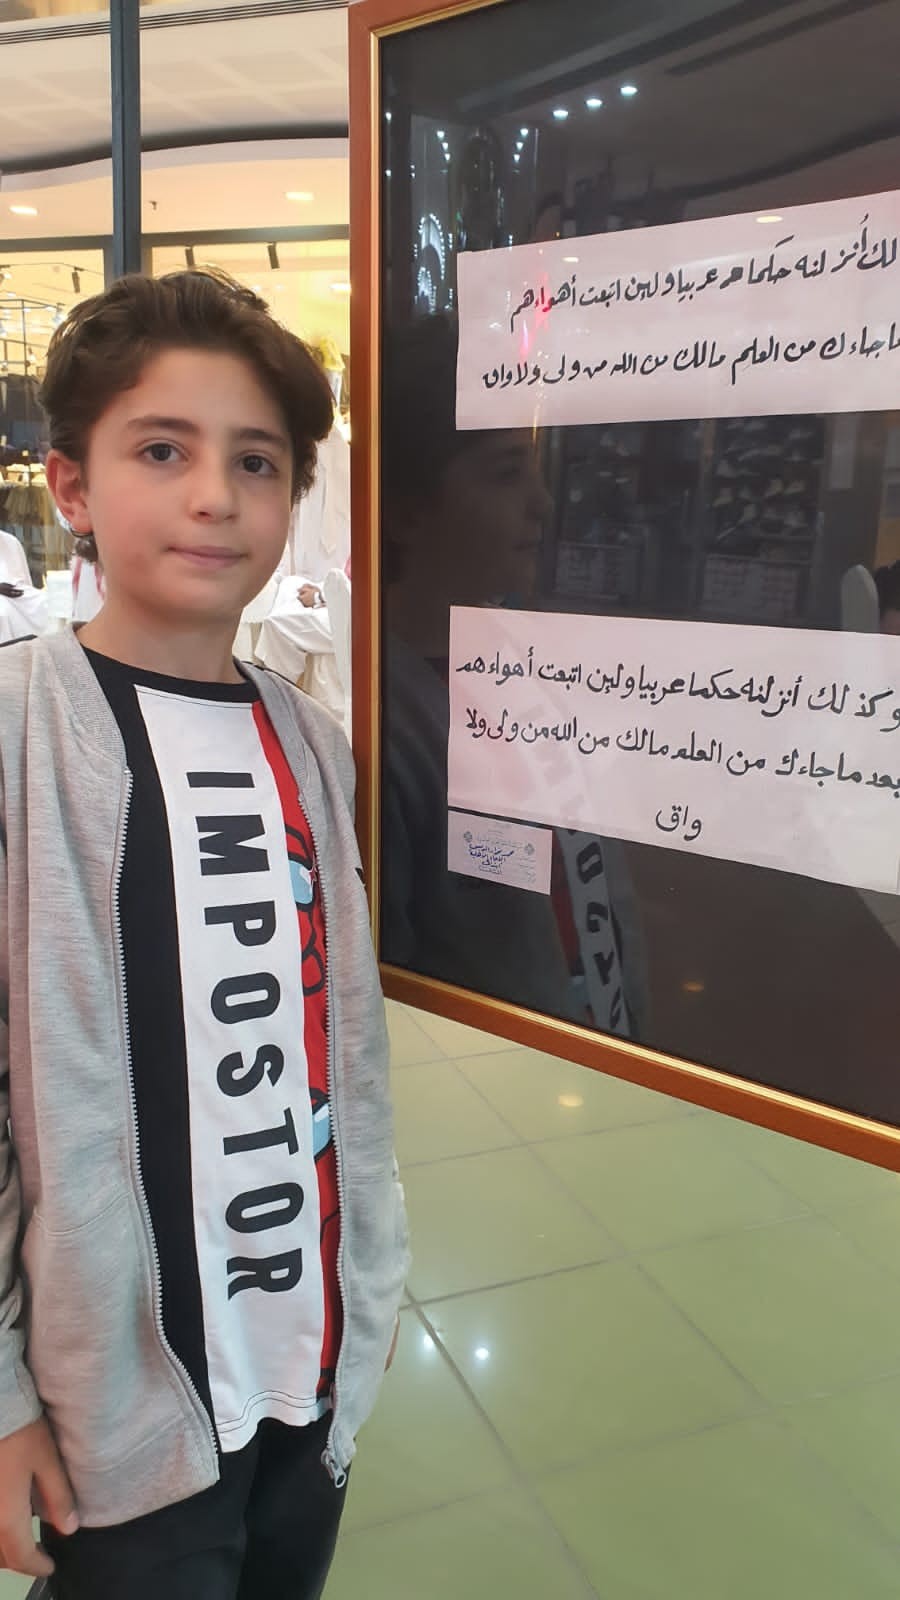 IMPOSTOR
لك أنزلنه حكما عربيا ولين اتبعت أهواءهم
ماجاءك من العلم مالك من الله من ولى ولا واق
وكذلك أنزلنه حكما عربيا ولين اتبعت أهواءهم
بعد ماجاءك من العلم مالك من الله من ولى ولا
واق